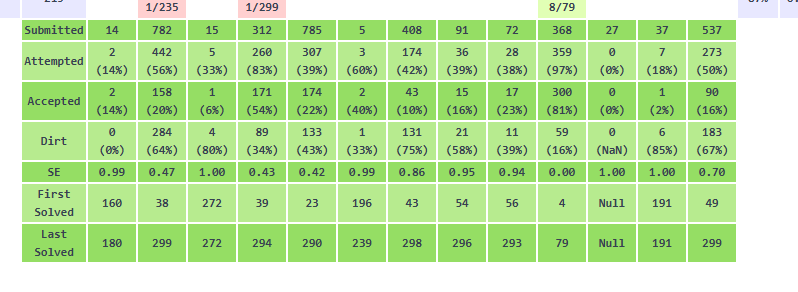 1/235 1/299 8/79
Submitted 14 782 15 312 785 5 408 91 72 368 27 37 537
Attempted 2 (14%) 442 (56%) 5 (33%) 260 (83%) 307 (39%) 3 (60%) 174 (42%) 36 (39%) 28 (38%) 359 (97%) 0 (0%) 7 (18%) 273 (50%)
Accepted 2 (14%) 158 (20%) 1 (6%) 171 (54%) 174 (22%) 2 (40%) 43 (10%) 15 (16%) 17 (23%) 300 (81%) 0 (0%) 1 (2%) 90 (16%)
Dirt 0 (0%) 284 (64%) 4 (80%) 89 (34%) 133 (43%) 1 (33%) 131 (75%) 21 (58%) 11 (39%) 59 (16%) 0 (NaN) 6 (85%) 183 (67%)
SE 0.99 0.47 1.00 0.43 0.42 0.99 0.86 0.95 0.94 0.00 1.00 1.00 0.70
First Solved 160 38 272 39 23 196 43 54 56 4 Null 191 49
Last Solved 180 299 272 294 290 239 298 296 293 79 Null 191 299